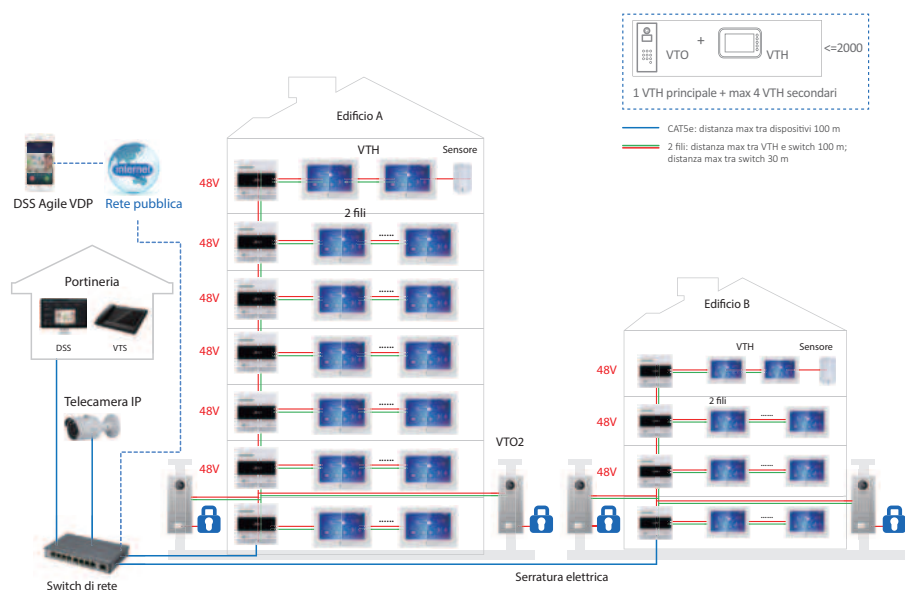 VTO
+
VTH
<=2000
1 VTH principale + max 4 VTH secondari
CAT5e: distanza max tra dispositivi 100 m
2 fili: distanza max tra VTH e switch 100 m;
distanza max tra switch 30 m
Edificio A
VTH
Sensore
48V
2 fili
......
48V
......
48V
......
48V
......
48V
......
48V
......
......
internet
DSS Agile VDP
Rete pubblica
Portineria
DSS
VTS
Telecamera IP
Switch di rete
VTO2
Serratura elettrica
Edificio B
VTH
Sensore
48V
2 fili
48V
......
48V
......
......